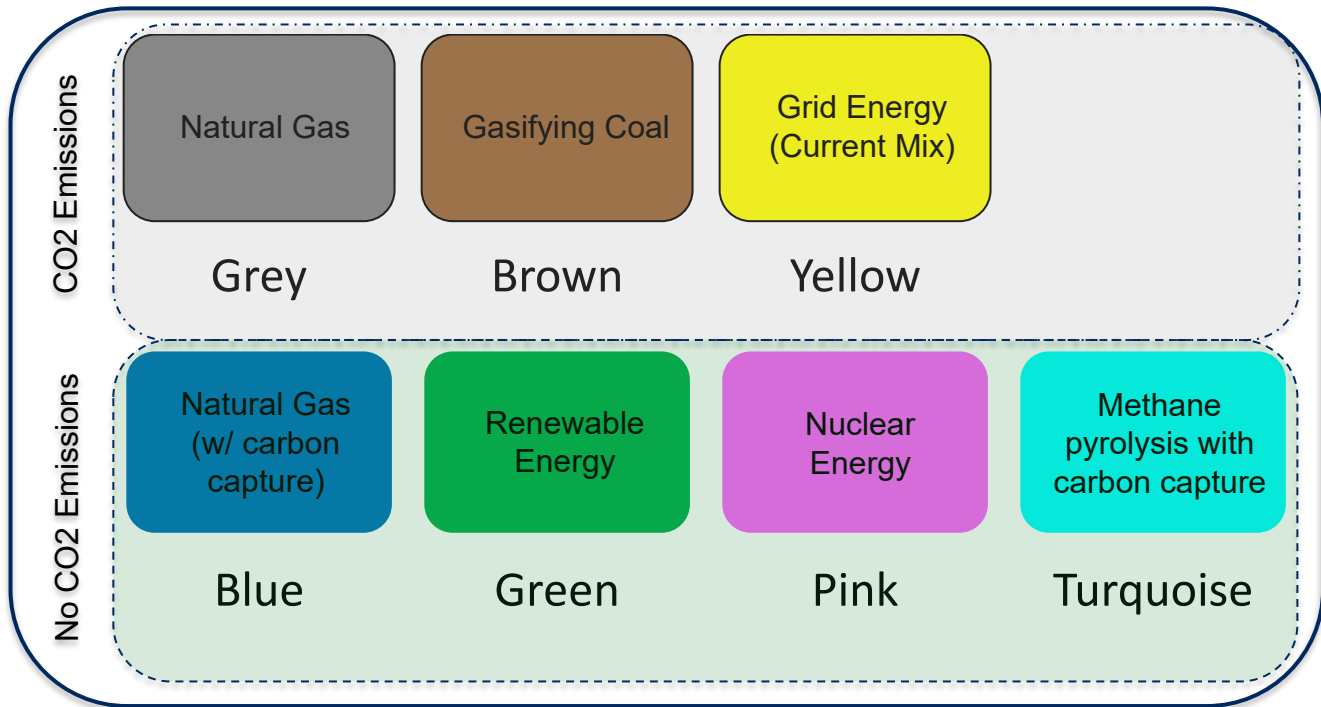 CO2 Emissions
Natural Gas
Gasifying Coal
Grid Energy
(Current Mix)
Grey
Brown
Yellow
No CO2 Emissions
Natural Gas
(w/ carbon
capture)
Renewable
Energy
Nuclear
Energy
Methane
pyrolysis with
carbon capture
Blue
Green
Pink
Turquoise